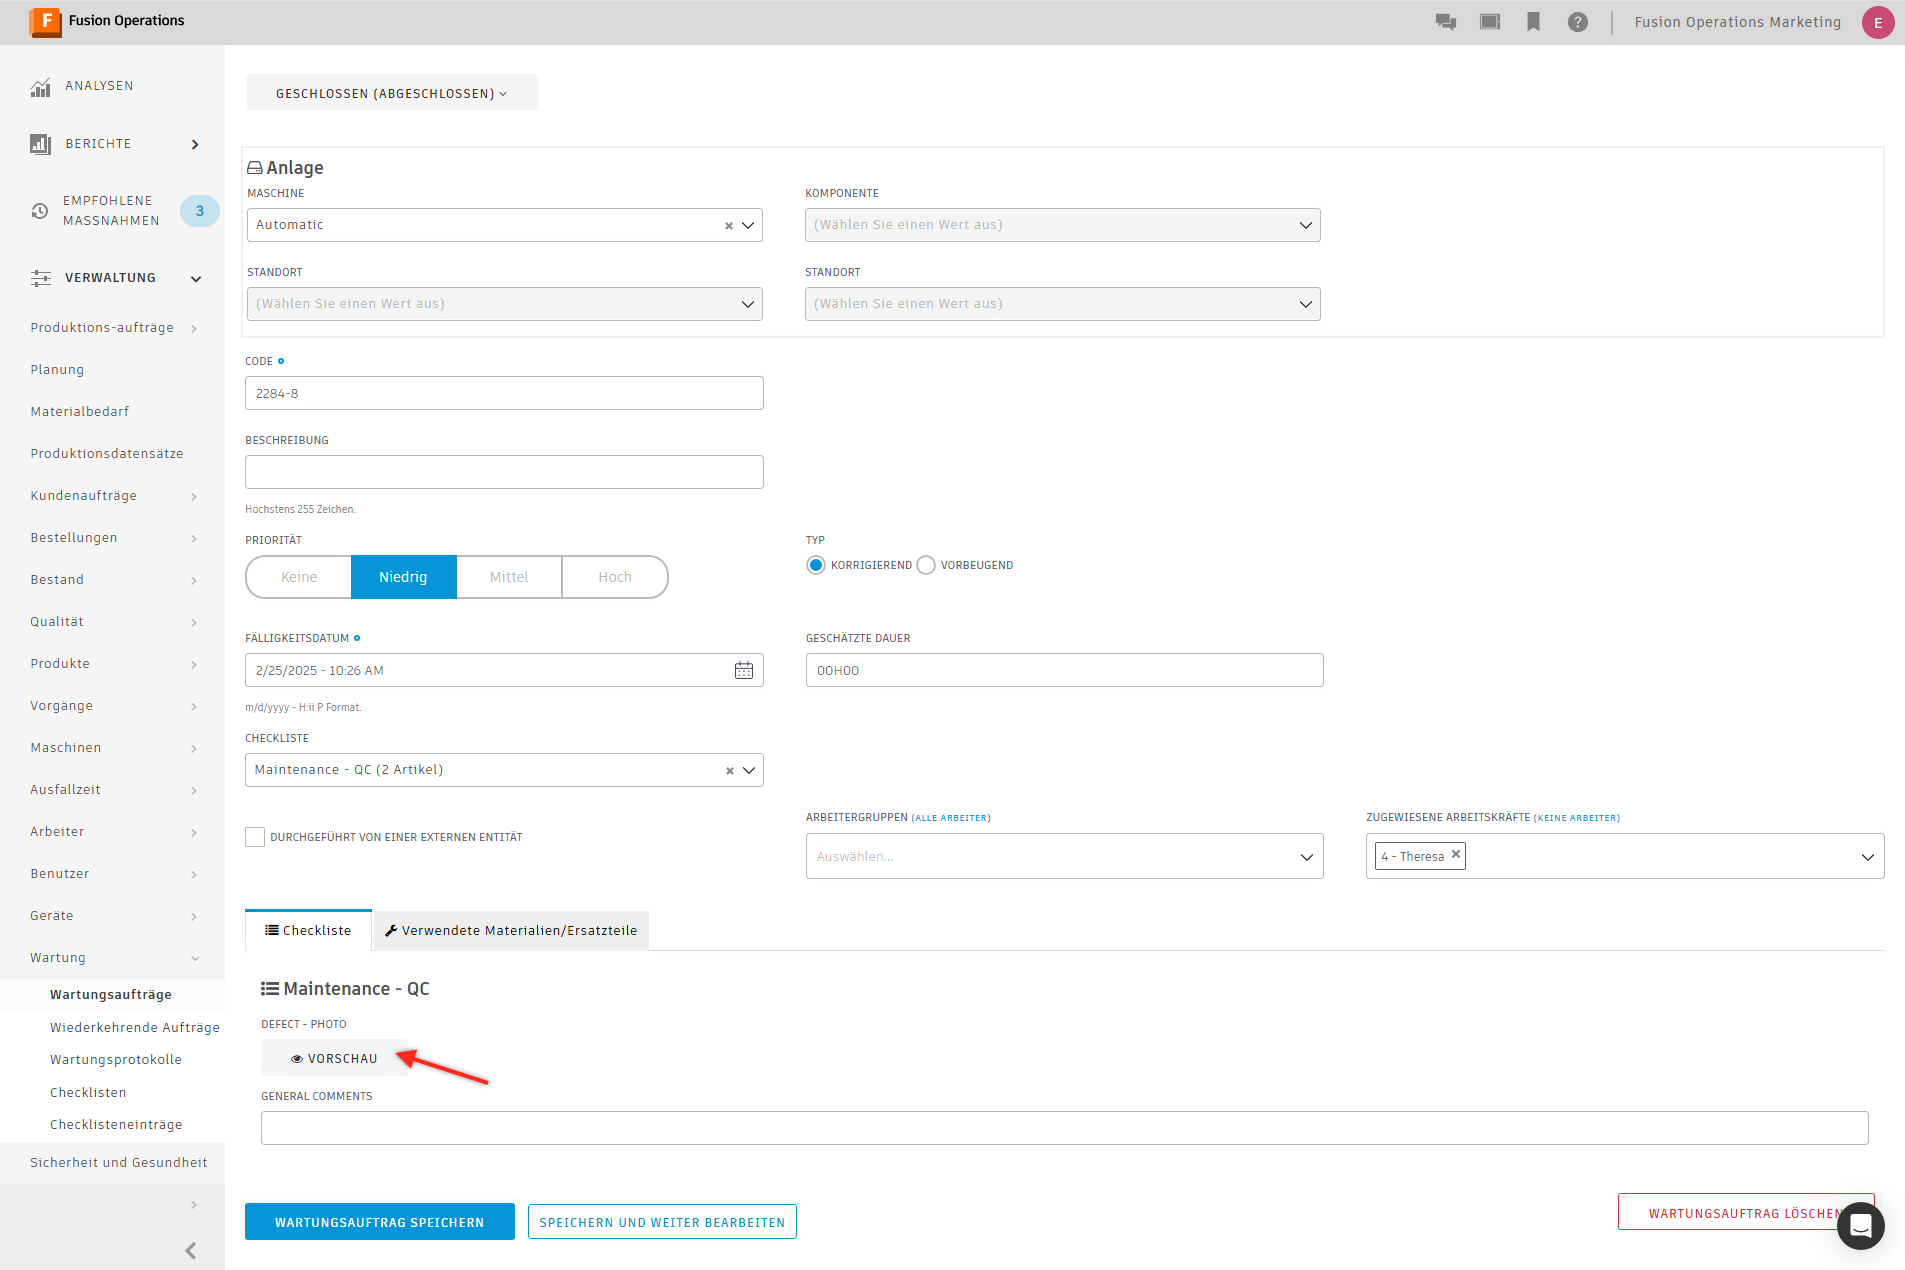 F Fusion Operations
Fusion Operations Marketing E
ANALYSEN
BERICHTE
EMPFOHLENE
MASSNAHMEN
3
VERWALTUNG
Produktions-aufträge
Planung
Materialbedarf
Produktionsdatensätze
Kundenaufträge
Bestellungen
Bestand
Qualität
Produkte
Vorgänge
Maschinen
Ausfallzeit
Arbeiter
Benutzer
Geräte
Wartung
Wartungsaufträge
Wiederkehrende Aufträge
Wartungsprotokolle
Checklisten
Checklisteneinträge
Sicherheit und Gesundheit
GESCHLOSSEN (ABGESCHLOSSEN)
Anlage
MASCHINE
Automatic
KOMPONENTE
(Wählen Sie einen Wert aus)
STANDORT
(Wählen Sie einen Wert aus)
STANDORT
(Wählen Sie einen Wert aus)
CODE
2284-8
BESCHREIBUNG
Höchstens 255 Zeichen.
PRIORITÄT
Keine Niedrig Mittel Hoch
TYP
KORRIGIEREND VORBEUGEND
FÄLLIGKEITSDATUM
2/25/2025 - 10:26 AM
m/d/yyyy - H:ii P Format.
GESCHÄTZTE DAUER
00H00
CHECKLISTE
Maintenance - QC (2 Artikel)
DURCHGEFÜHRT VON EINER EXTERNEN ENTITÄT
ARBEITERGRUPPEN (ALLE ARBEITER)
Auswählen...
ZUGEWIESENE ARBEITSKRÄFTE (KEINE ARBEITER)
4 - Theresa
Checkliste
Verwendete Materialien/Ersatzteile
Maintenance - QC
DEFECT - PHOTO
VORSCHAU
GENERAL COMMENTS
WARTUNGSAUFTRAG SPEICHERN
SPEICHERN UND WEITER BEARBEITEN
WARTUNGSAUFTRAG LÖSCHEN